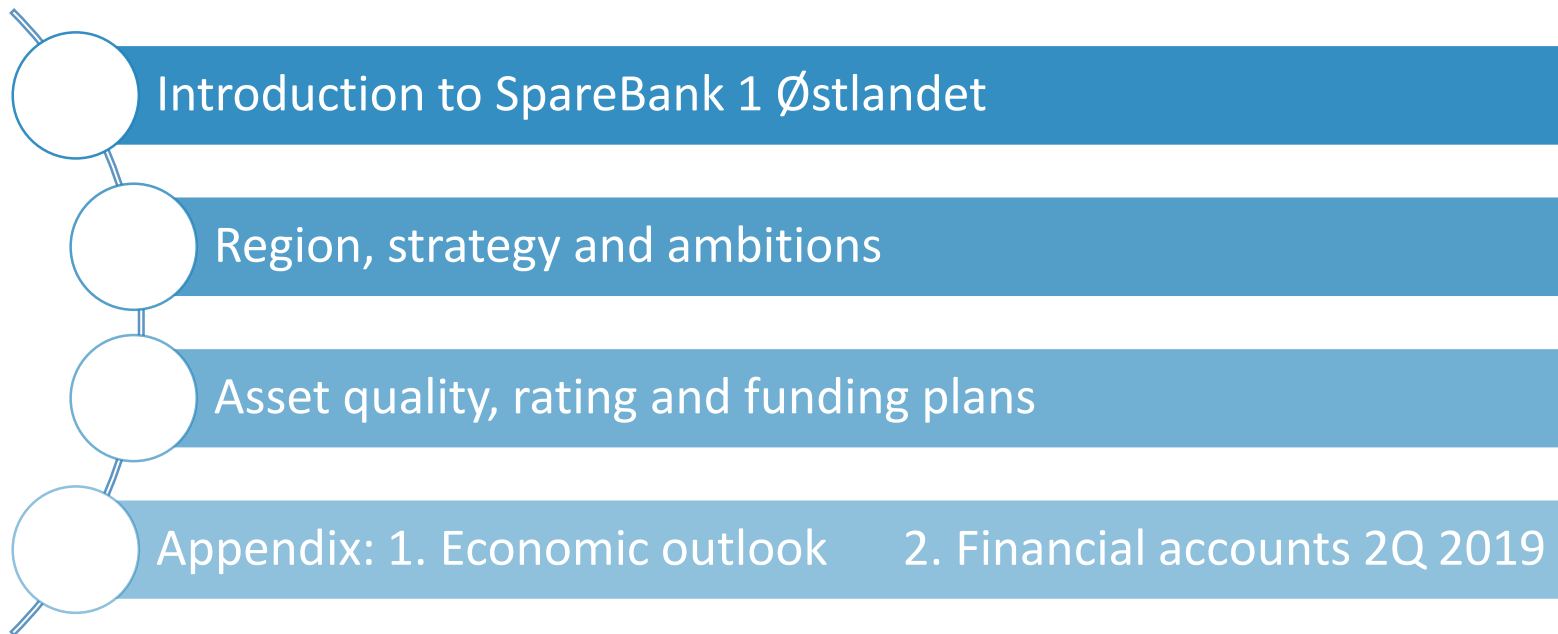 Introduction to SpareBank 1 Østlandet
Region, strategy and ambitions
Asset quality, rating and funding plans
Appendix: 1. Economic outlook 2. Financial accounts 2Q 2019